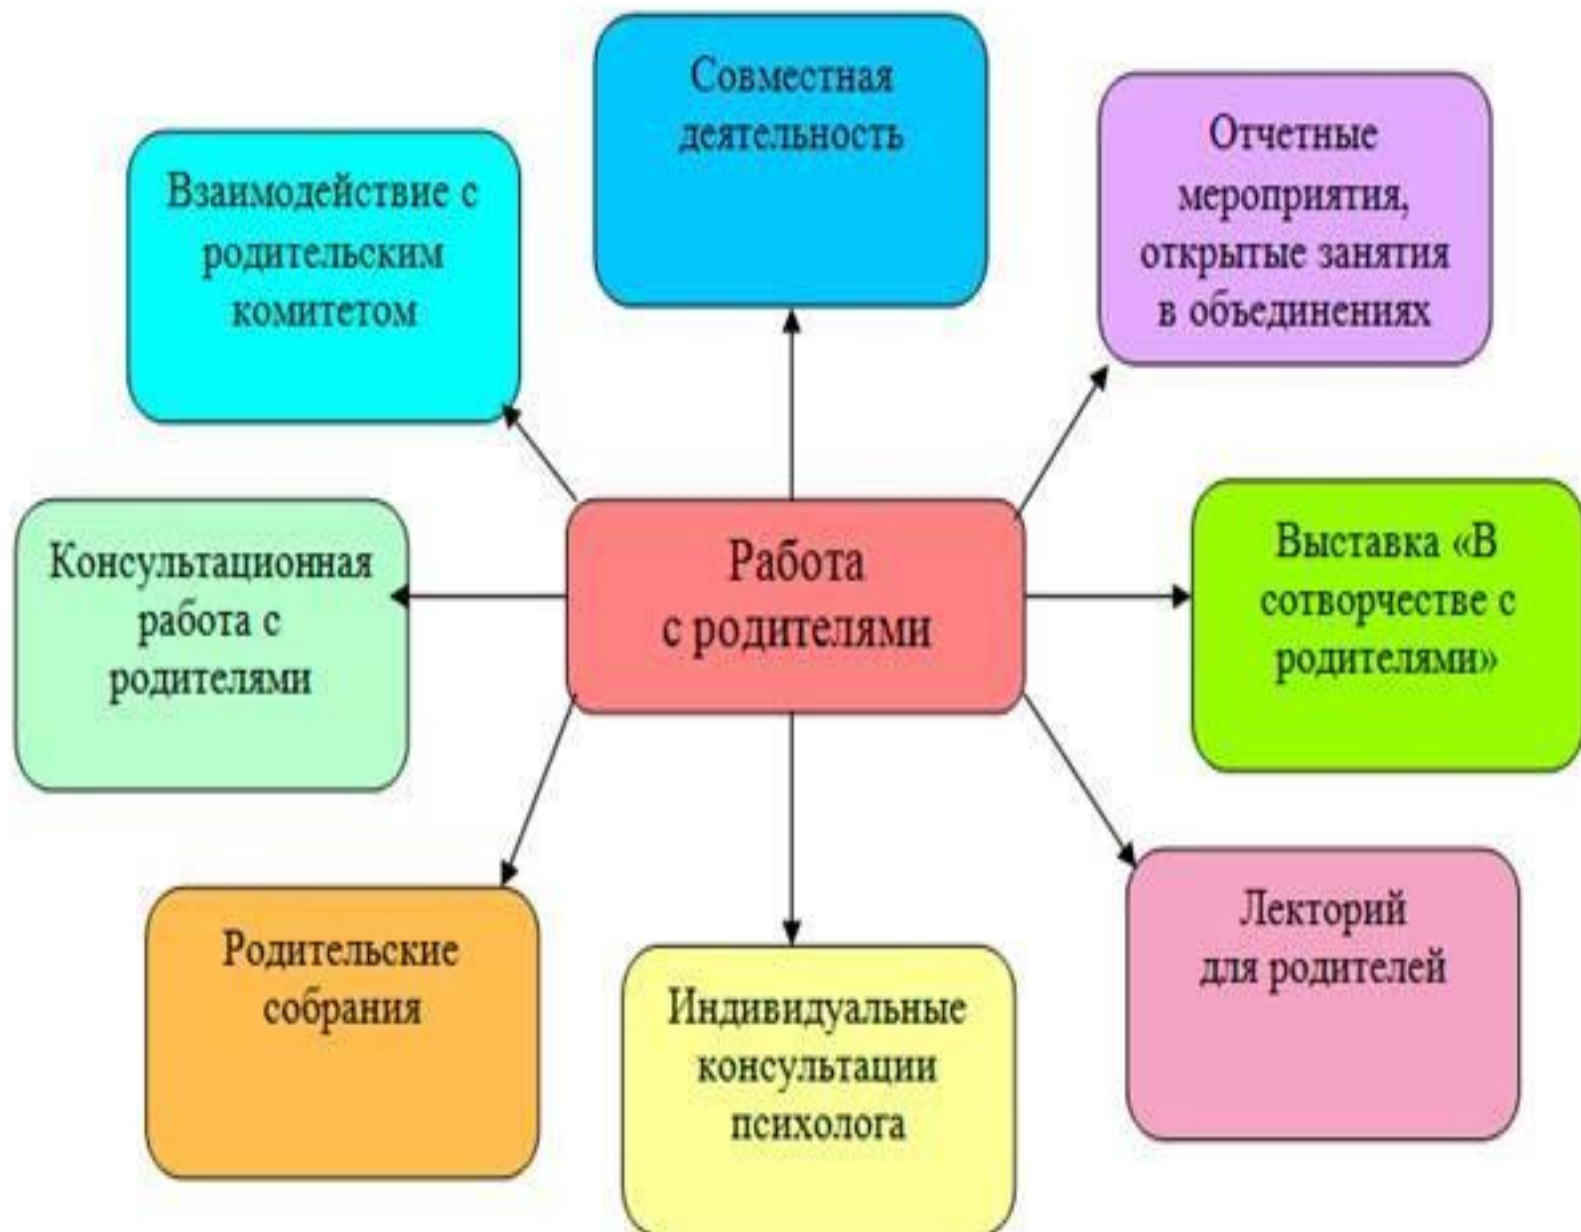 Совместная
деятельность
Отчетные
мероприятия,
открытые занятия
в объединениях
Взаимодействие с
родительским
комитетом
Консультационная
работа с
родителями
Работа
с родителями
Выставка «В
сотворчестве с
родителями»
Родительские
собрания
Индивидуальные
консультации
психолога
Лекторий
для родителей